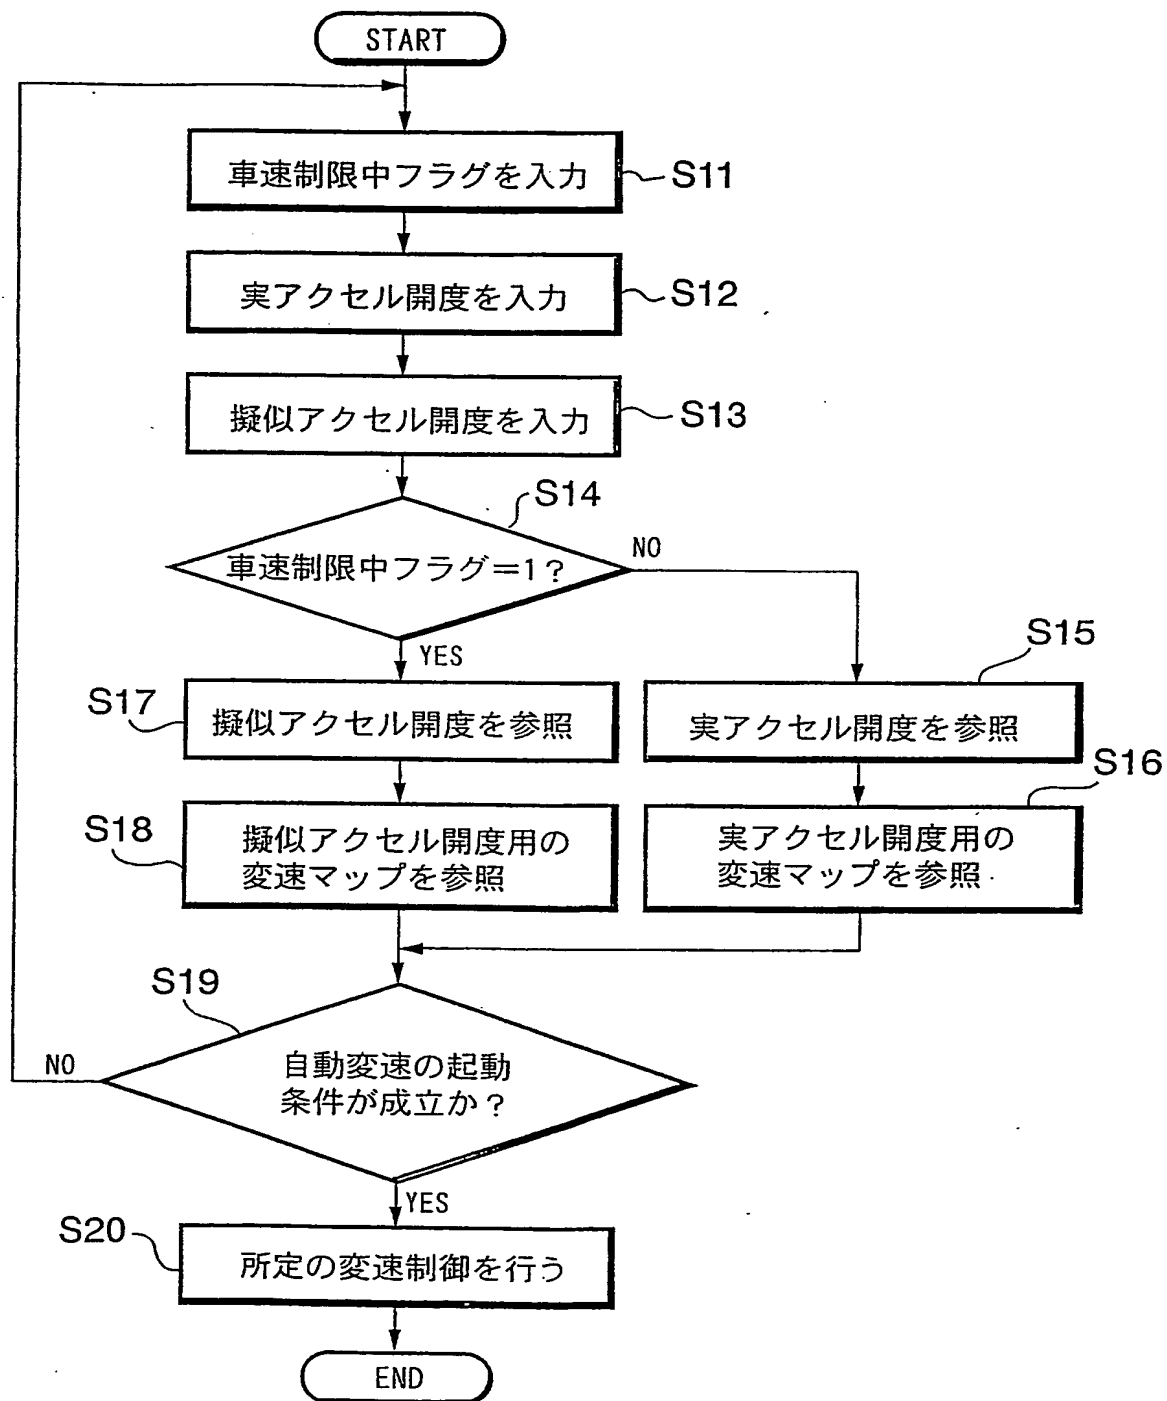 START
車速制限中フラグを入力
S11
実アクセル開度を入力
S12
擬似アクセル開度を入力
S13
S14
車速制限中フラグ＝1？
NO
YES
S15
S17
擬似アクセル開度を参照
実アクセル開度を参照
S16
S18
擬似アクセル開度用の
変速マップを参照
実アクセル開度用の
変速マップを参照
S19
自動変速の起動
条件が成立か？
NO
YES
S20
所定の変速制御を行う
END